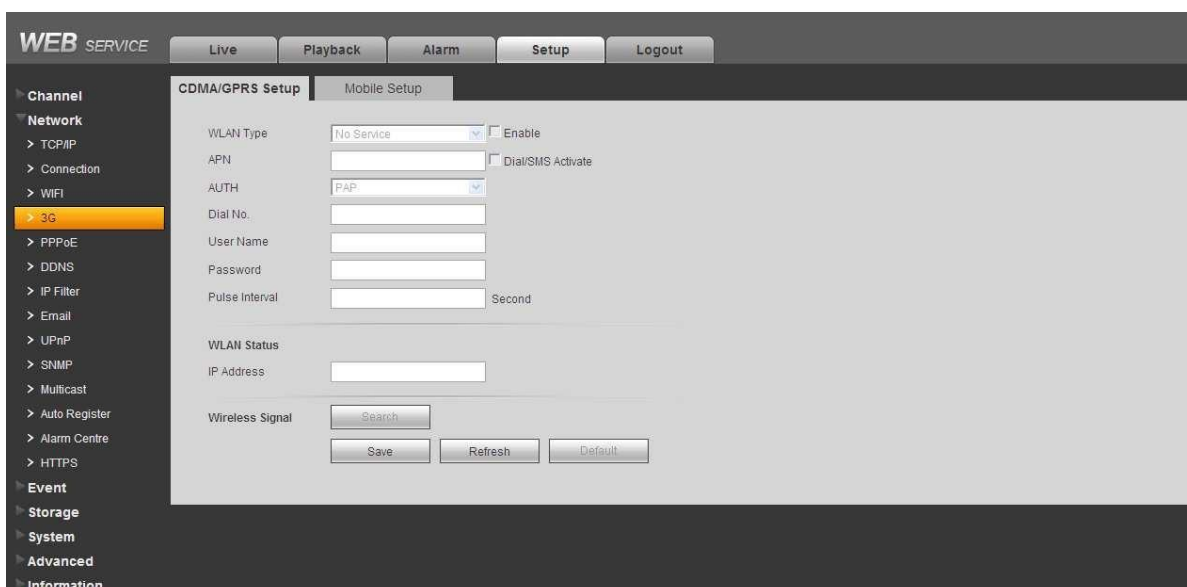 WEB SERVICE
Live Playback Alarm Setup Logout
CDMA/GPRS Setup Mobile Setup
Channel
Network
> TCP/IP
> Connection
> WIFI
> 3G
> PPPoE
> DDNS
> IP Filter
> Email
> UPnP
> SNMP
> Multicast
> Auto Register
> Alarm Centre
> HTTPS
Event
Storage
System
Advanced
Information
WLAN Type No Service Enable
APN Dial/SMS Activate
AUTH PAP
Dial No.
User Name
Password
Pulse Interval Second
WLAN Status
IP Address
Wireless Signal Search
Save Refresh Default